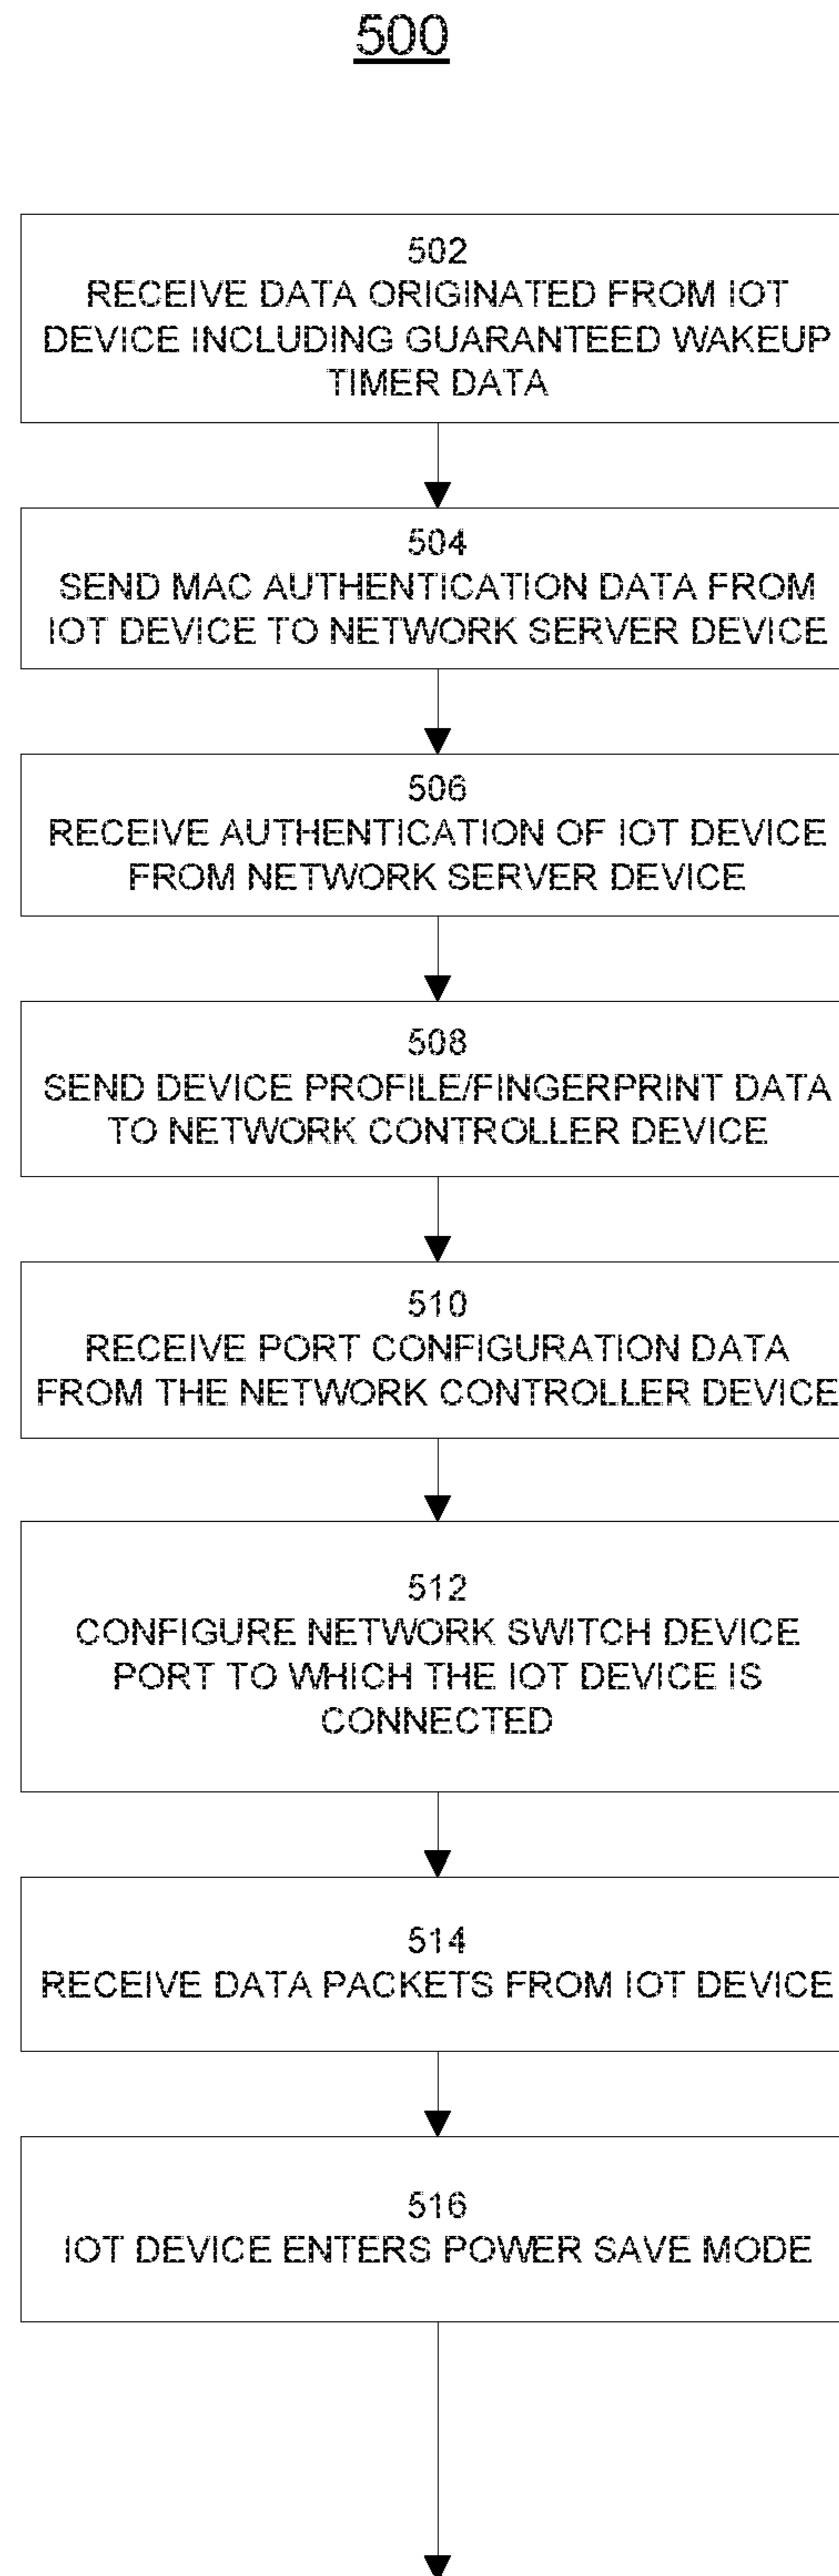 500
502
RECEIVE DATA ORIGINATED FROM IOT
DEVICE INCLUDING GUARANTEED WAKEUP
TIMER DATA
504
SEND MAC AUTHENTICATION DATA FROM
IOT DEVICE TO NETWORK SERVER DEVICE
506
RECEIVE AUTHENTICATION OF IOT DEVICE
FROM NETWORK SERVER DEVICE
508
SEND DEVICE PROFILE/FINGERPRINT DATA
TO NETWORK CONTROLLER DEVICE
510
RECEIVE PORT CONFIGURATION DATA
FROM THE NETWORK CONTROLLER DEVICE
512
CONFIGURE NETWORK SWITCH DEVICE
PORT TO WHICH THE IOT DEVICE IS
CONNECTED
514
RECEIVE DATA PACKETS FROM IOT DEVICE
516
IOT DEVICE ENTERS POWER SAVE MODE